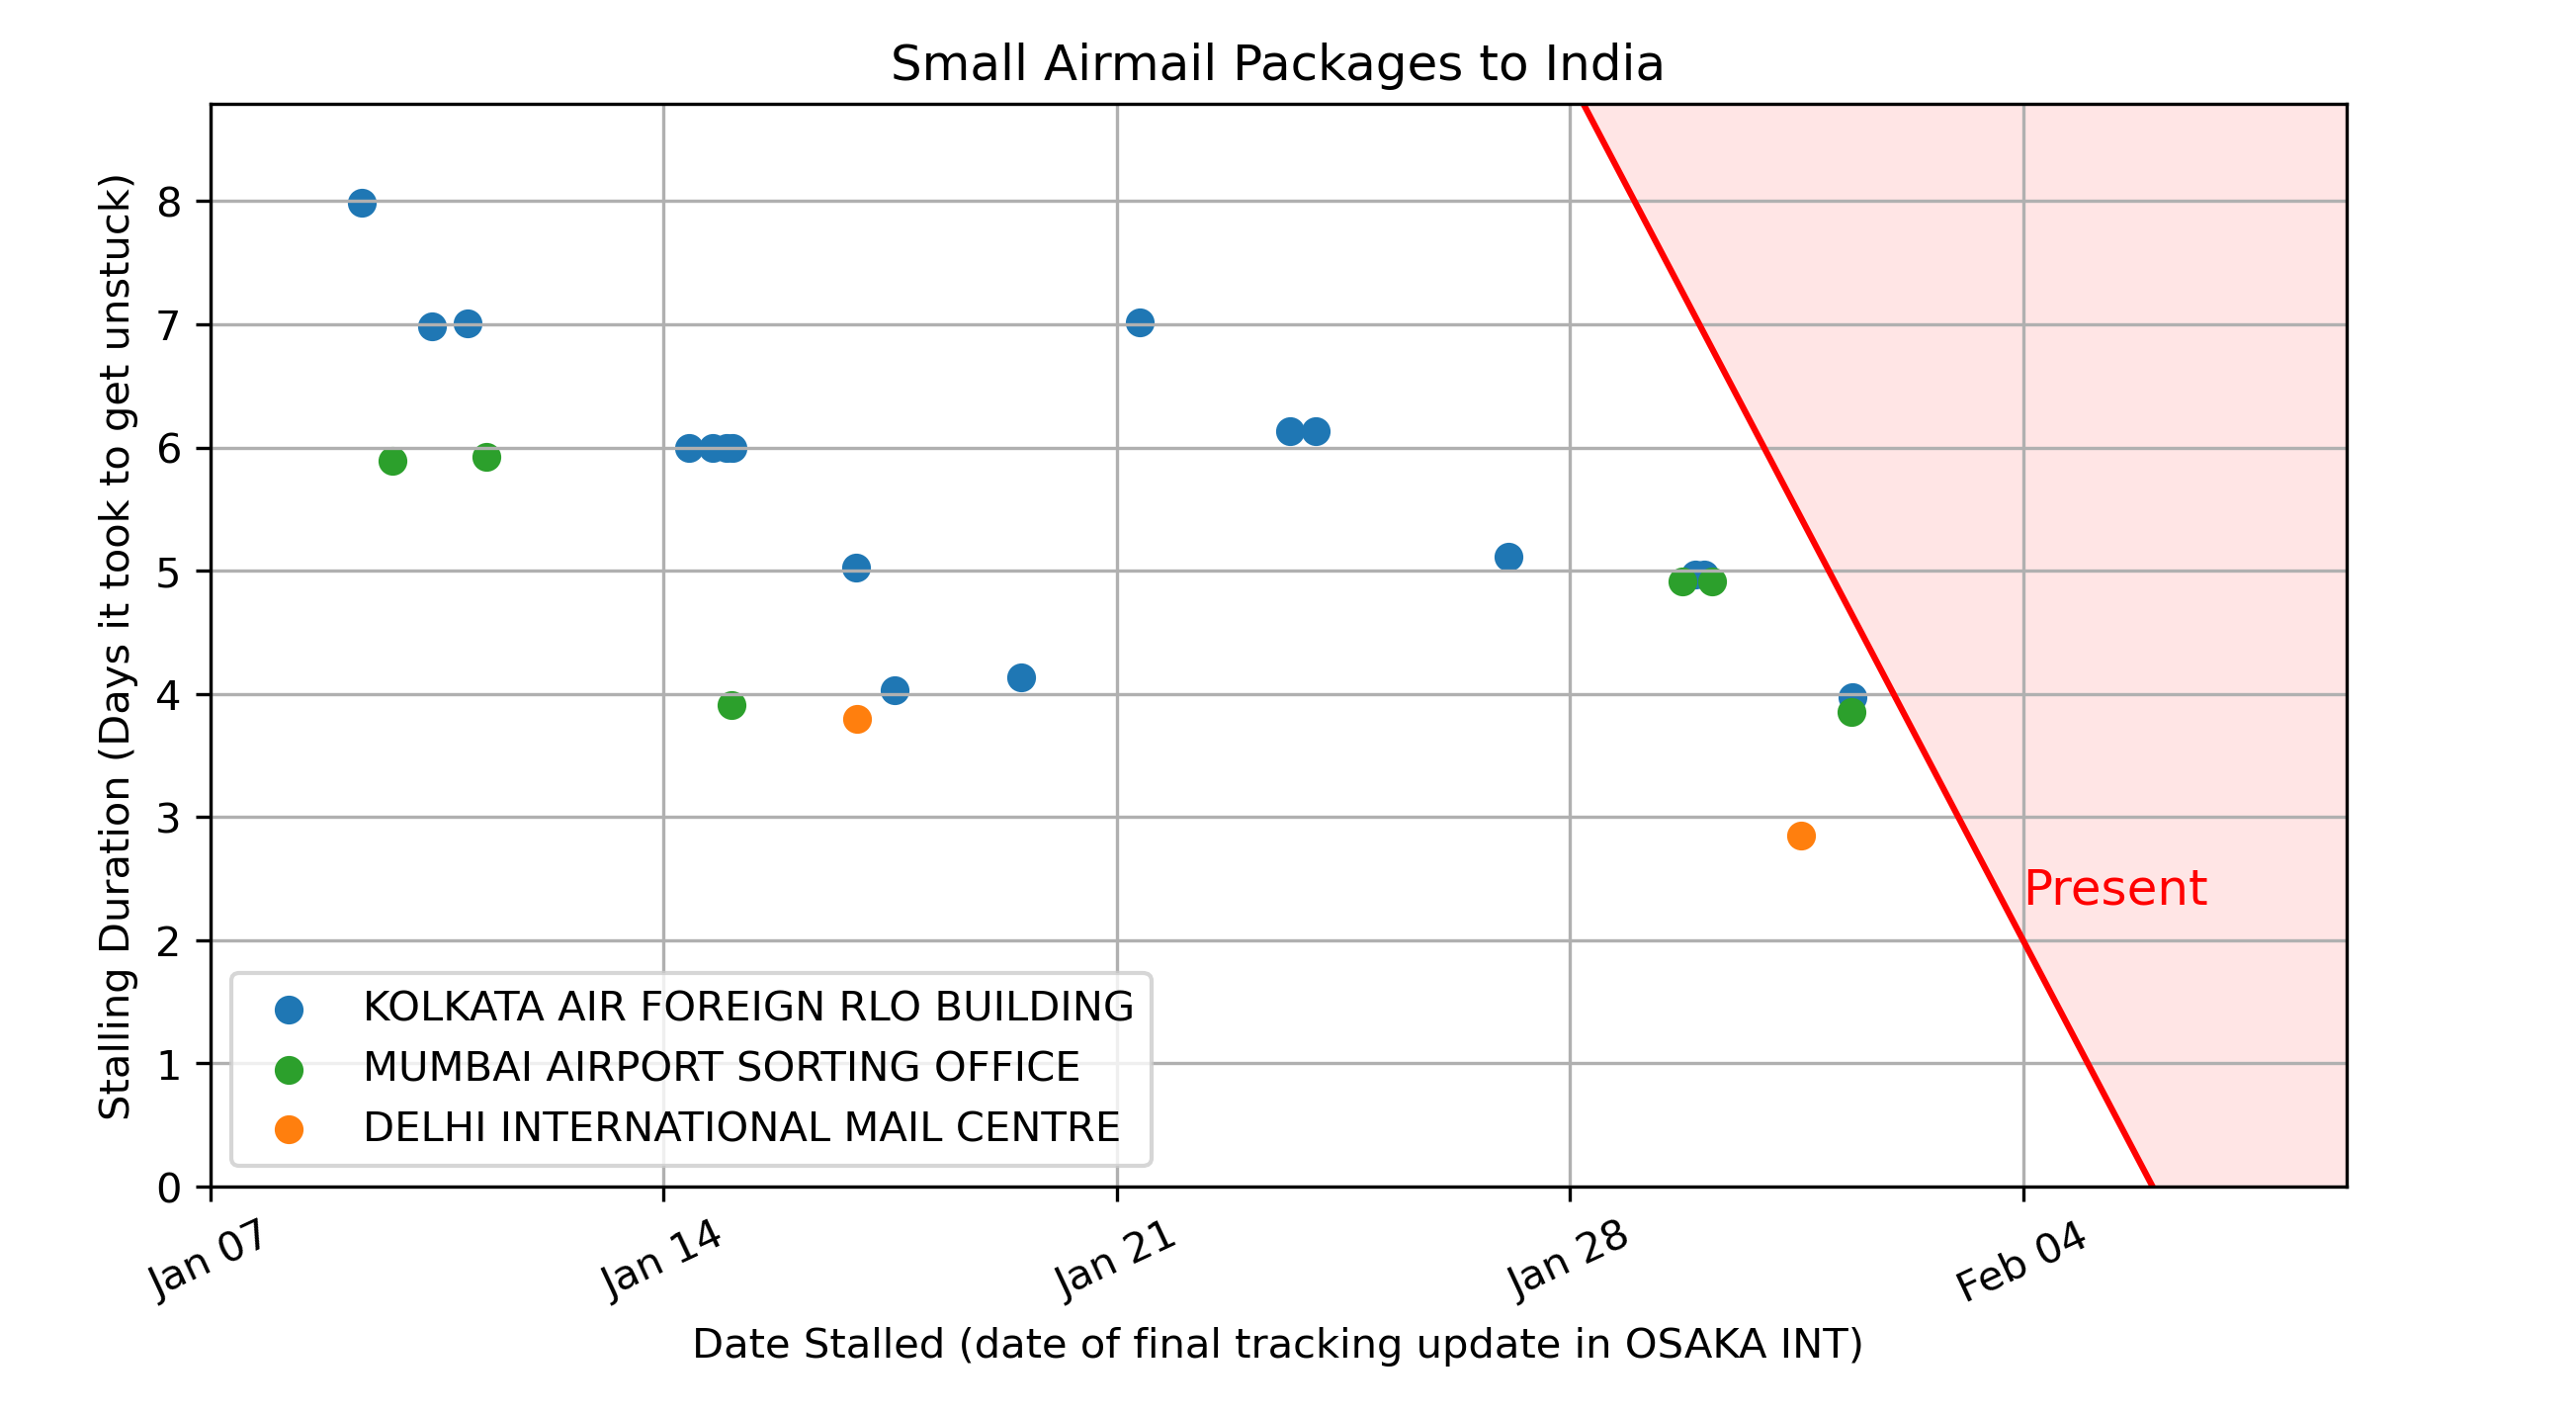 Small Airmail Packages to India
Stalling Duration (Days it took to get unstuck)
8
7
6
5
4
3
2
1
0
Present
KOLKATA AIR FOREIGN RLO BUILDING
MUMBAI AIRPORT SORTING OFFICE
DELHI INTERNATIONAL MAIL CENTRE
Jan 07
Jan 14
Jan 21
Jan 28
Feb 04
Date Stalled (date of final tracking update in OSAKA INT)